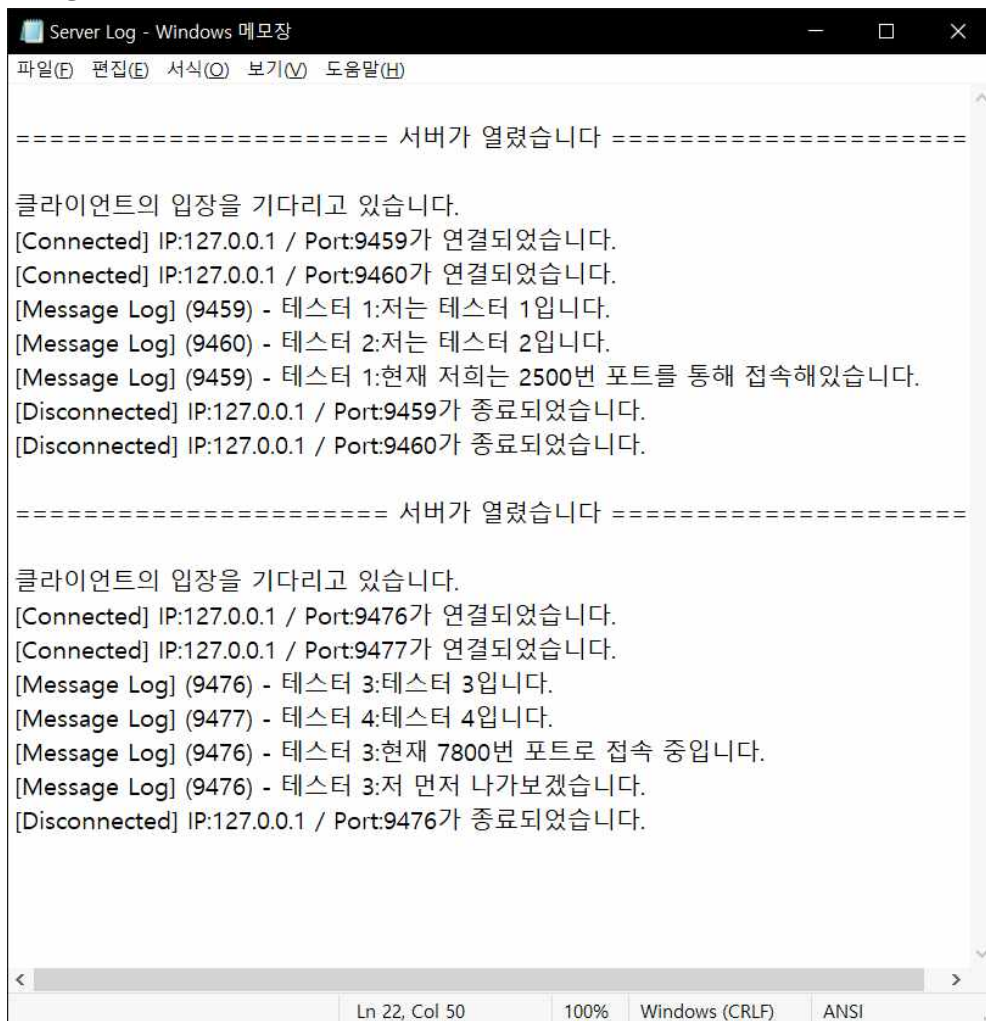 Server Log - Windows 메모장
파일(F) 편집(E) 서식(O) 보기(V) 도움말(H)
====================== 서버가 열렸습니다 =====================
클라이언트의 입장을 기다리고 있습니다.
[Connected] IP:127.0.0.1 / Port:9459가 연결되었습니다.
[Connected] IP:127.0.0.1 / Port:9460가 연결되었습니다.
[Message Log] (9459) - 테스터 1:저는 테스터 1입니다.
[Message Log] (9460) - 테스터 2:저는 테스터 2입니다.
[Message Log] (9459) - 테스터 1:현재 저희는 2500번 포트를 통해 접속해있습니다.
[Disconnected] IP:127.0.0.1 / Port:9459가 종료되었습니다.
[Disconnected] IP:127.0.0.1 / Port:9460가 종료되었습니다.
====================== 서버가 열렸습니다 =====================
클라이언트의 입장을 기다리고 있습니다.
[Connected] IP:127.0.0.1 / Port:9476가 연결되었습니다.
[Connected] IP:127.0.0.1 / Port:9477가 연결되었습니다.
[Message Log] (9476) - 테스터 3:테스터 3입니다.
[Message Log] (9477) - 테스터 4:테스터 4입니다.
[Message Log] (9476) - 테스터 3:현재 7800번 포트로 접속 중입니다.
[Message Log] (9476) - 테스터 3:저 먼저 나가보겠습니다.
[Disconnected] IP:127.0.0.1 / Port:9476가 종료되었습니다.
Ln 22, Col 50 100% Windows (CRLF) ANSI